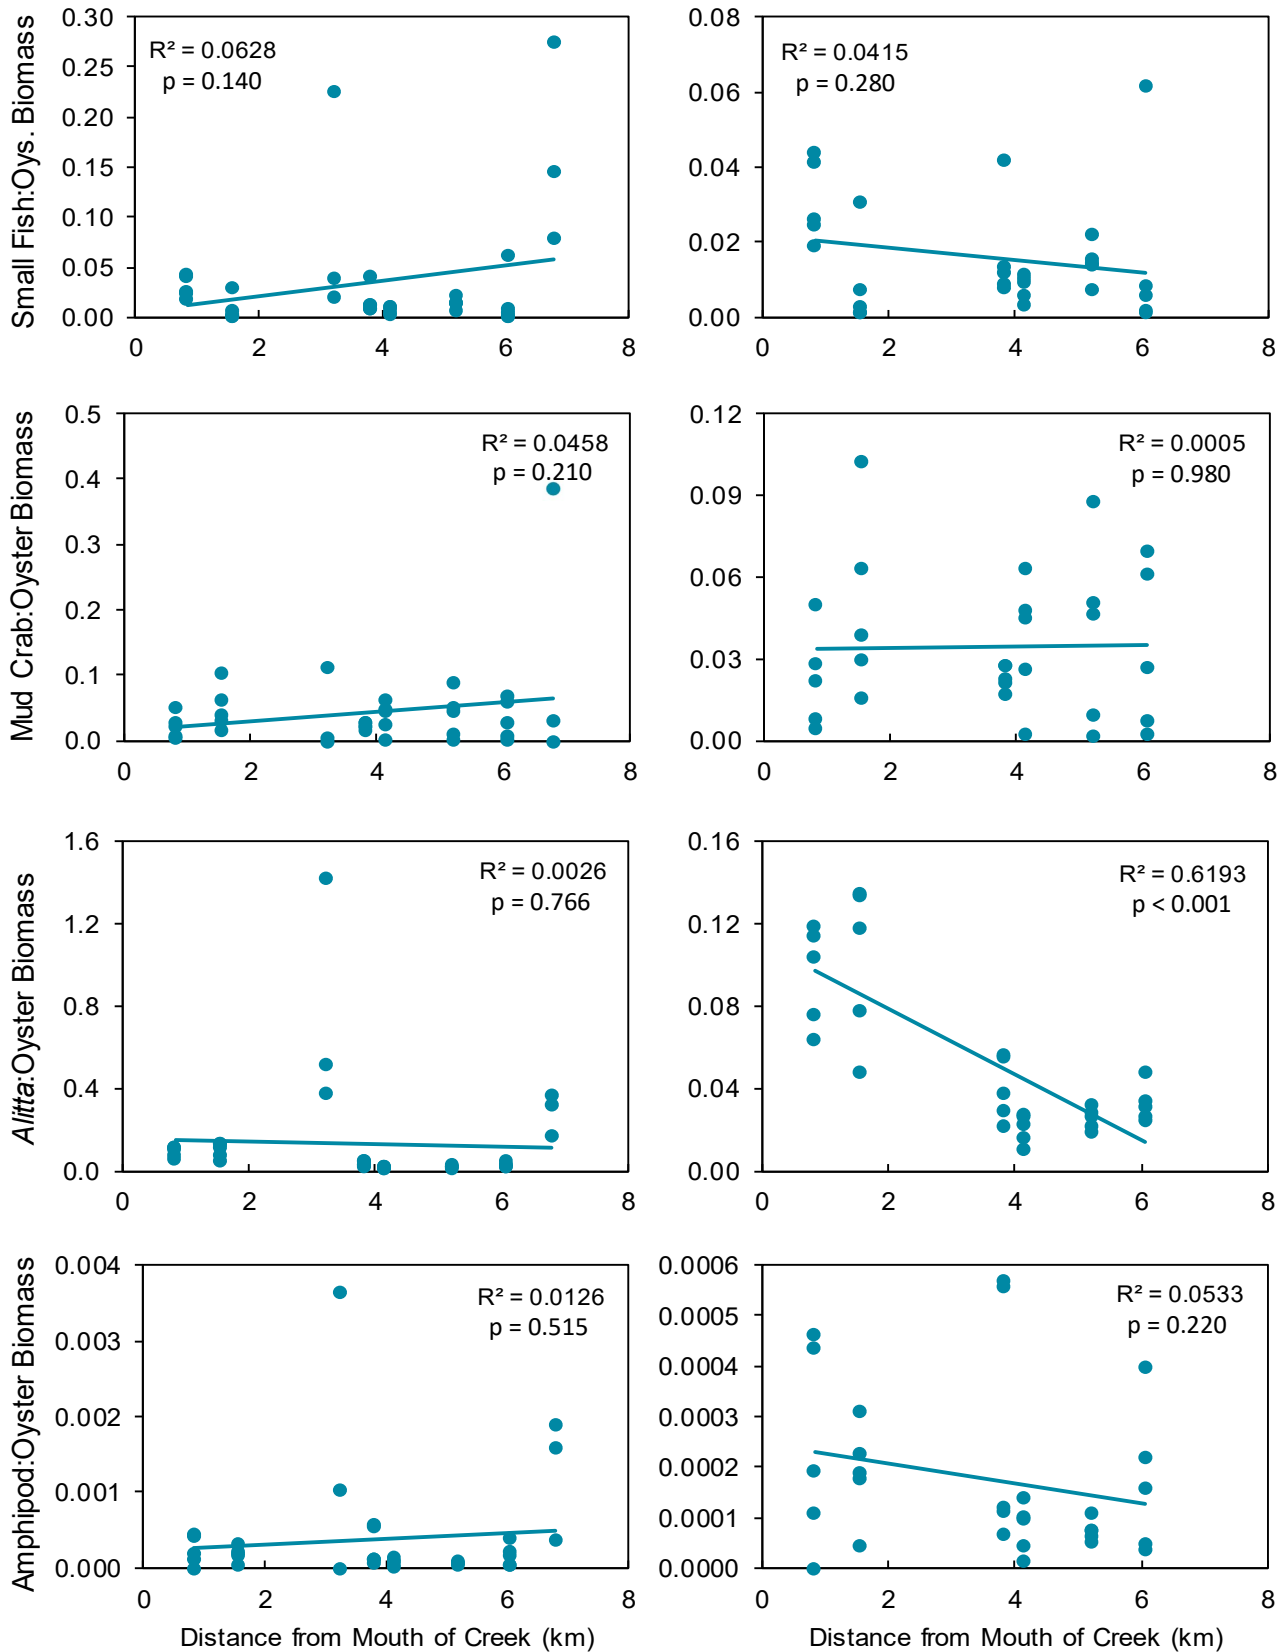 Small Fish:Oys. Biomass
0.30
0.25
0.20
0.15
0.10
0.05
0.00
R² = 0.0628
p = 0.140
0 2 4 6 8
0.08
0.06
0.04
0.02
0.00
R² = 0.0415
p = 0.280
0 2 4 6 8
Mud Crab:Oyster Biomass
0.5
0.4
0.3
0.2
0.1
0.0
R² = 0.0458
p = 0.210
0 2 4 6 8
0.12
0.09
0.06
0.03
0.00
R² = 0.0005
p = 0.980
0 2 4 6 8
Alitta:Oyster Biomass
1.6
1.2
0.8
0.4
0.0
R² = 0.0026
p = 0.766
0 2 4 6 8
0.16
0.12
0.08
0.04
0.00
R² = 0.6193
p < 0.001
0 2 4 6 8
Amphipod:Oyster Biomass
0.004
0.003
0.002
0.001
0.000
R² = 0.0126
p = 0.515
0 2 4 6 8
Distance from Mouth of Creek (km)
0.0006
0.0005
0.0004
0.0003
0.0002
0.0001
0.0000
R² = 0.0533
p = 0.220
0 2 4 6 8
Distance from Mouth of Creek (km)